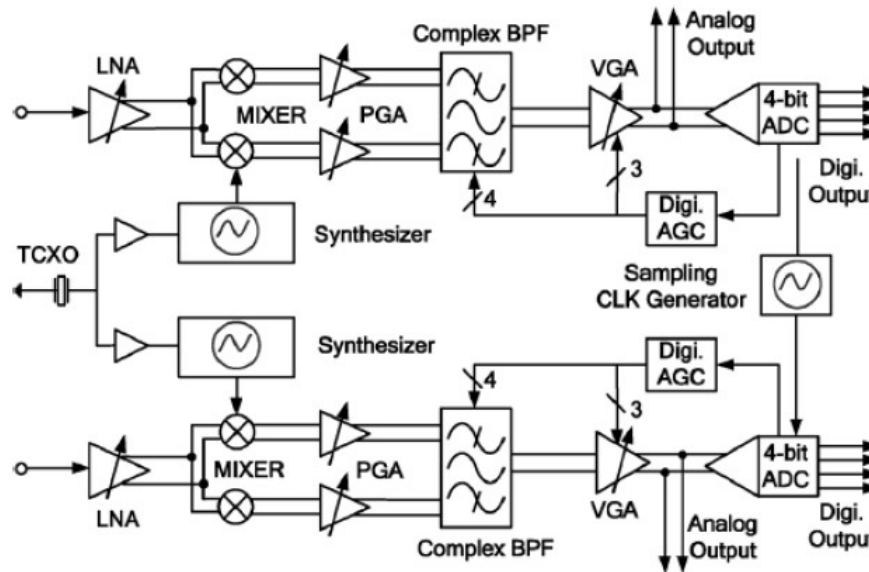 LNA
MIXER
PGA
Complex BPF
VGA
Analog
Output
4-bit
ADC
Digi.
Output
4
3
Digi.
AGC
TCXO
Synthesizer
Sampling
CLK Generator
Synthesizer
4
3
Digi.
AGC
LNA
MIXER
PGA
Complex BPF
VGA
Analog
Output
4-bit
ADC
Digi.
Output